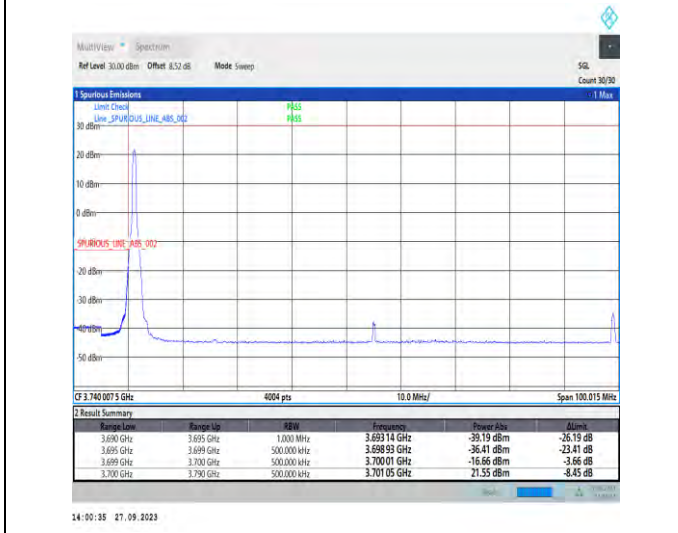 MultiView Spectrum
Ref Level 30.00 dBm Offset 8.52 dB Mode Sweep SGL
Count 30/30
1 Spurious Emissions 1 Max
Limit Check PASS
Line _SPURIOUS_LINE_ABS_002 PASS
30 dBm
20 dBm
10 dBm
0 dBm
SPURIOUS_LINE_ABS_002
-20 dBm
-30 dBm
-40 dBm
-50 dBm
CF 3.740 007 5 GHz 4004 pts 10.0 MHz/ Span 100.015 MHz
2 Result Summary
Range Low Range Up RBW Frequency Power Abs ΔLimit
3.690 GHz 3.695 GHz 1.000 MHz 3.693 14 GHz -39.19 dBm -26.19 dB
3.695 GHz 3.699 GHz 500.000 kHz 3.698 93 GHz -36.41 dBm -23.41 dB
3.699 GHz 3.700 GHz 500.000 kHz 3.700 01 GHz -16.66 dBm -3.66 dB
3.700 GHz 3.790 GHz 500.000 kHz 3.701 05 GHz 21.55 dBm -8.45 dB
14:00:35 27.09.2023